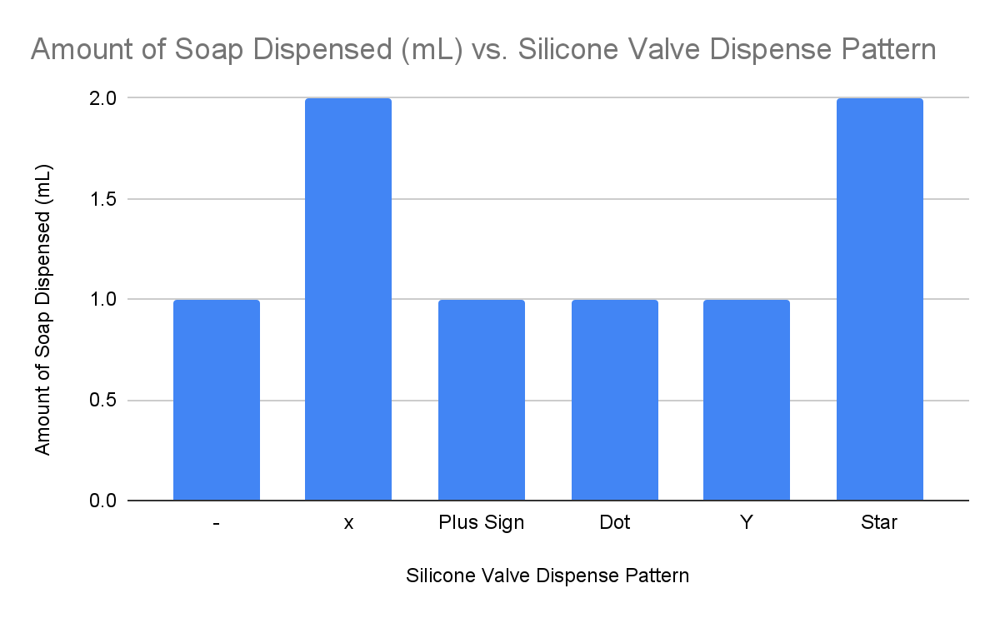 Amount of Soap Dispensed (mL) vs. Silicone Valve Dispense Pattern
Amount of Soap Dispensed (mL)
2.0
1.5
1.0
0.5
0.0
- x Plus Sign Dot Y Star
Silicone Valve Dispense Pattern